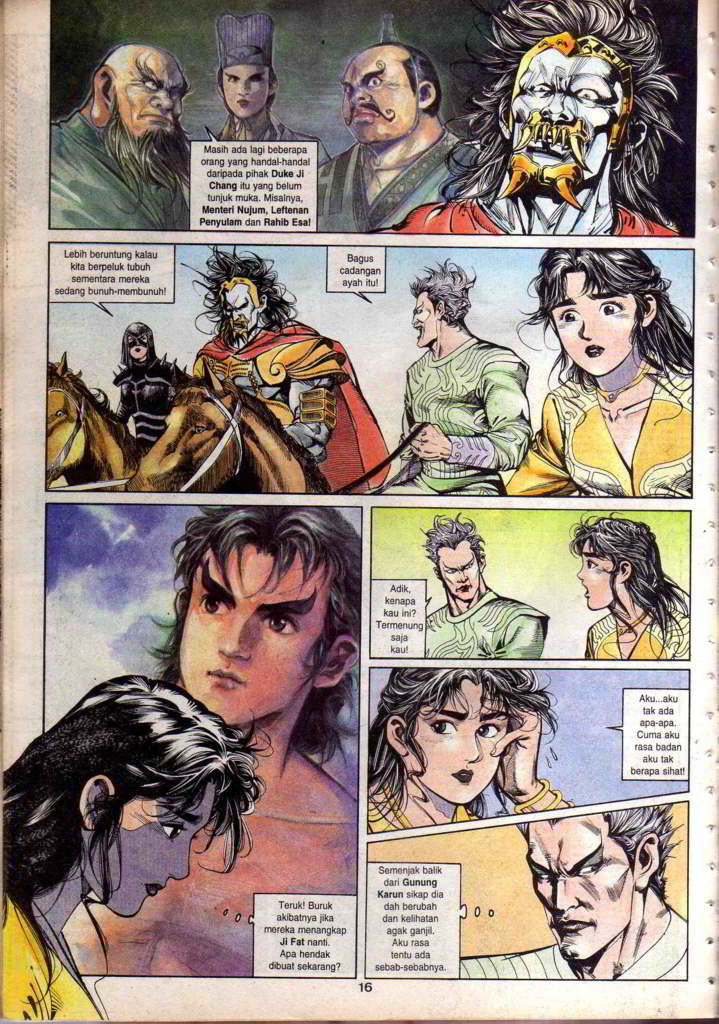 Masih ada lagi beberapa
orang yang handal-handal
daripada pihak Duke Ji
Chang itu yang belum
tunjuk muka. Misalnya,
Menteri Nujum, Leftenan
Penyulam dan Rahib Esa!
Lebih beruntung kalau
kita berpeluk tubuh
sementara mereka
sedang bunuh-membunuh!
Bagus
cadangan
ayah itu!
Adik,
kenapa
kau ini?
Termenung
saja
kau!
Aku...aku
tak ada
apa-apa.
Cuma aku
rasa badan
aku tak
berapa sihat!
Teruk! Buruk
akibatnya jika
mereka menangkap
Ji Fat nanti.
Apa hendak
dibuat sekarang?
Semenjak balik
dari Gunung
Karun sikap dia
dah berubah
dan kelihatan
agak ganjil.
Aku rasa
tentu ada
sebab-sebabnya.
16